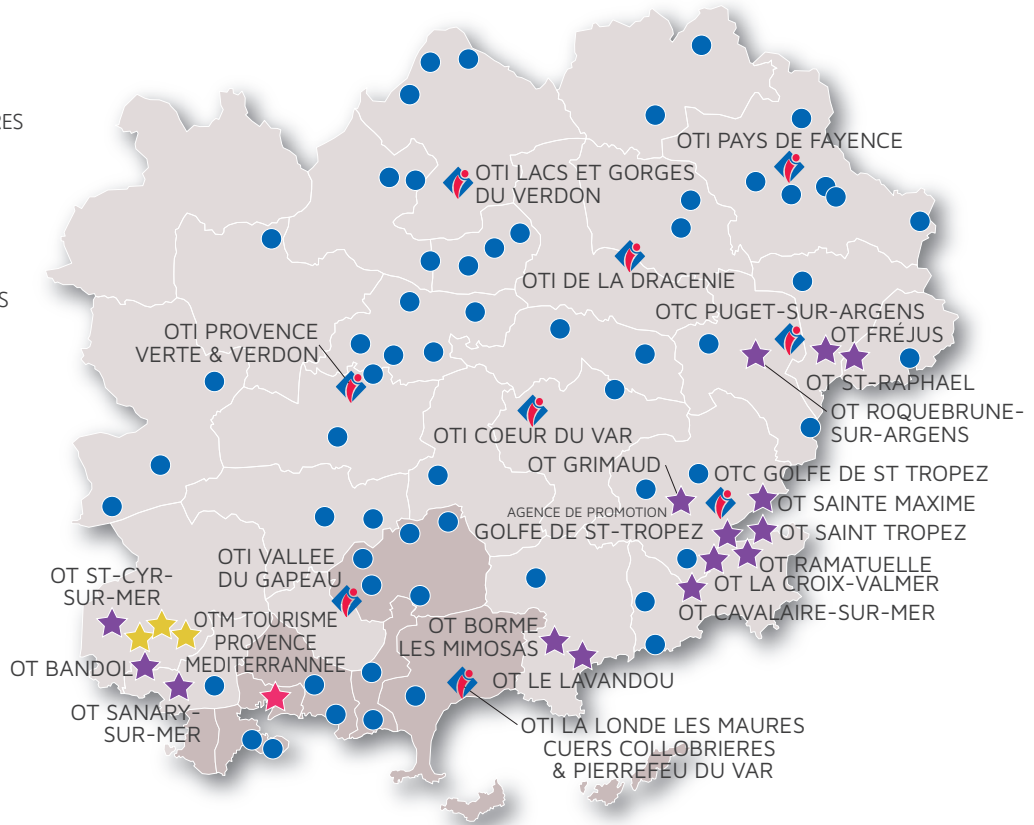 RES
S
OTI PAYS DE FAYENCE
OTI LACS ET GORGES
DU VERDON
OTI DE LA DRACENIE
OTC PUGET-SUR-ARGENS
OT FRÉJUS
OTI PROVENCE
VERTE & VERDON
OT ST-RAPHAEL
OT ROQUEBRUNE-
SUR-ARGENS
OTI COEUR DU VAR
OT GRIMAUD
OTC GOLFE DE ST TROPEZ
OT SAINTE MAXIME
AGENCE DE PROMOTION
GOLFE DE ST-TROPEZ
OT SAINT TROPEZ
OTI VALLEE
DU GAPEAU
OT RAMATUELLE
OT LA CROIX-VALMER
OT CAVALAIRE-SUR-MER
OT ST-CYR-
SUR-MER
OTM TOURISME
PROVENCE
MEDITERRANNEE
OT BORME
LES MIMOSAS
OT BANDOL
OT LE LAVANDOU
OT SANARY-
SUR-MER
OTI LA LONDE LES MAURES
CUERS COLLOBRIERES
& PIERREFEU DU VAR